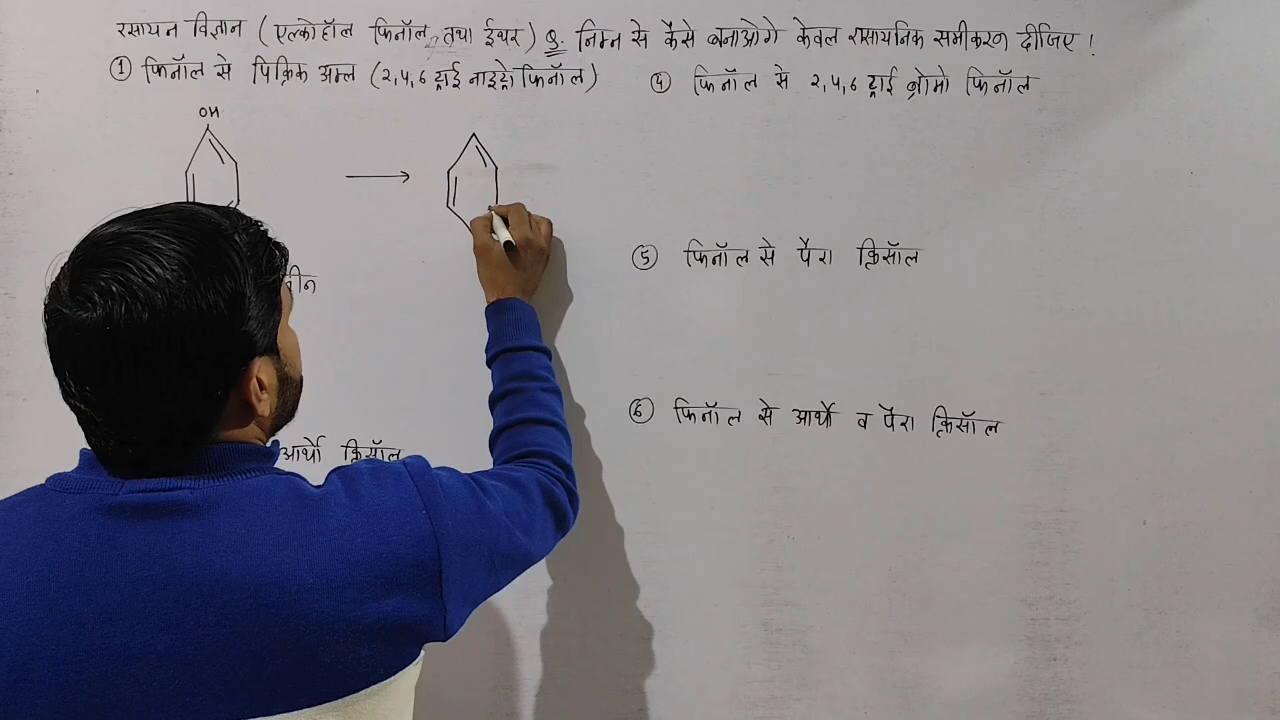 रसायन विज्ञान (एल्कोहॉल फिनॉल तथा ईथर) Q. निम्न से कैसे बनाओगे केवल रासायनिक समीकरण दीजिए !
① फिनॉल से पिक्रिक अम्ल (2,4,6 ट्राई नाइट्रो फिनॉल)
OH
आर्थो क्रिसॉल
④ फिनॉल से 2,4,6 ट्राई ब्रोमो फिनॉल
⑤ फिनॉल से पैरा क्रिसॉल
⑥ फिनॉल से आर्थो व पैरा क्रिसॉल